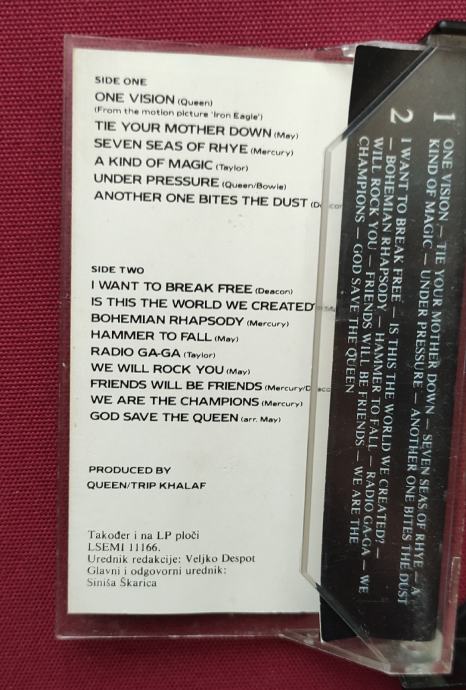 SIDE ONE
ONE VISION (Queen)
(From the motion picture 'Iron Eagle')
TIE YOUR MOTHER DOWN (May)
SEVEN SEAS OF RHYE (Mercury)
A KIND OF MAGIC (Taylor)
UNDER PRESSURE (Queen/Bowie)
ANOTHER ONE BITES THE DUST
SIDE TWO
I WANT TO BREAK FREE (Deacon)
IS THIS THE WORLD WE CREATED
BOHEMIAN RHAPSODY (Mercury)
HAMMER TO FALL (May)
RADIO GA-GA (Taylor)
WE WILL ROCK YOU (May)
FRIENDS WILL BE FRIENDS (Mercury/Deacon
WE ARE THE CHAMPIONS (Mercury)
GOD SAVE THE QUEEN (arr. May)
PRODUCED BY
QUEEN/TRIP KHALAF
Također i na LP ploči
LSEMI 11166.
Urednik redakcije: Veljko Despot
Glavni i odgovorni urednik:
Siniša Škarica
1 ONE VISION — TIE YOUR MOTHER DOWN — SEVEN SEAS OF RHYE — A
KIND OF MAGIC — UNDER PRESSURE — ANOTHER ONE BITES THE DUST
2 I WANT TO BREAK FREE — IS THIS THE WORLD WE CREATED? —
— BOHEMIAN RHAPSODY — HAMMER TO FALL — RADIO GA-GA — WE
WILL ROCK YOU — FRIENDS WILL BE FRIENDS — WE ARE THE
CHAMPIONS — GOD SAVE THE QUEEN